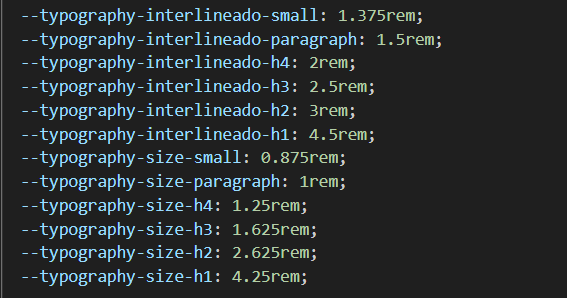 --typography-interlineado-small: 1.375rem;
--typography-interlineado-paragraph: 1.5rem;
--typography-interlineado-h4: 2rem;
--typography-interlineado-h3: 2.5rem;
--typography-interlineado-h2: 3rem;
--typography-interlineado-h1: 4.5rem;
--typography-size-small: 0.875rem;
--typography-size-paragraph: 1rem;
--typography-size-h4: 1.25rem;
--typography-size-h3: 1.625rem;
--typography-size-h2: 2.625rem;
--typography-size-h1: 4.25rem;